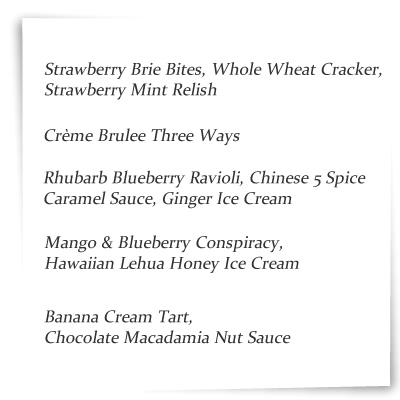 Strawberry Brie Bites, Whole Wheat Cracker,
Strawberry Mint Relish
Crème Brulee Three Ways
Rhubarb Blueberry Ravioli, Chinese 5 Spice
Caramel Sauce, Ginger Ice Cream
Mango & Blueberry Conspiracy,
Hawaiian Lehua Honey Ice Cream
Banana Cream Tart,
Chocolate Macadamia Nut Sauce